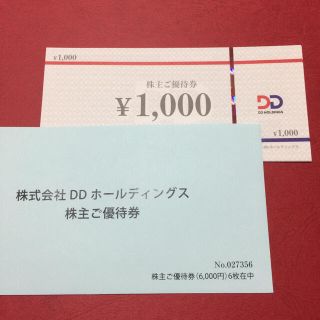 ¥1,000
株主ご優待券
¥1,000
DD HOLDINGS
¥1,000
株式会社 DD ホールディングス
株主ご優待券
No.027356
株主ご優待券(6,000円)6枚在中